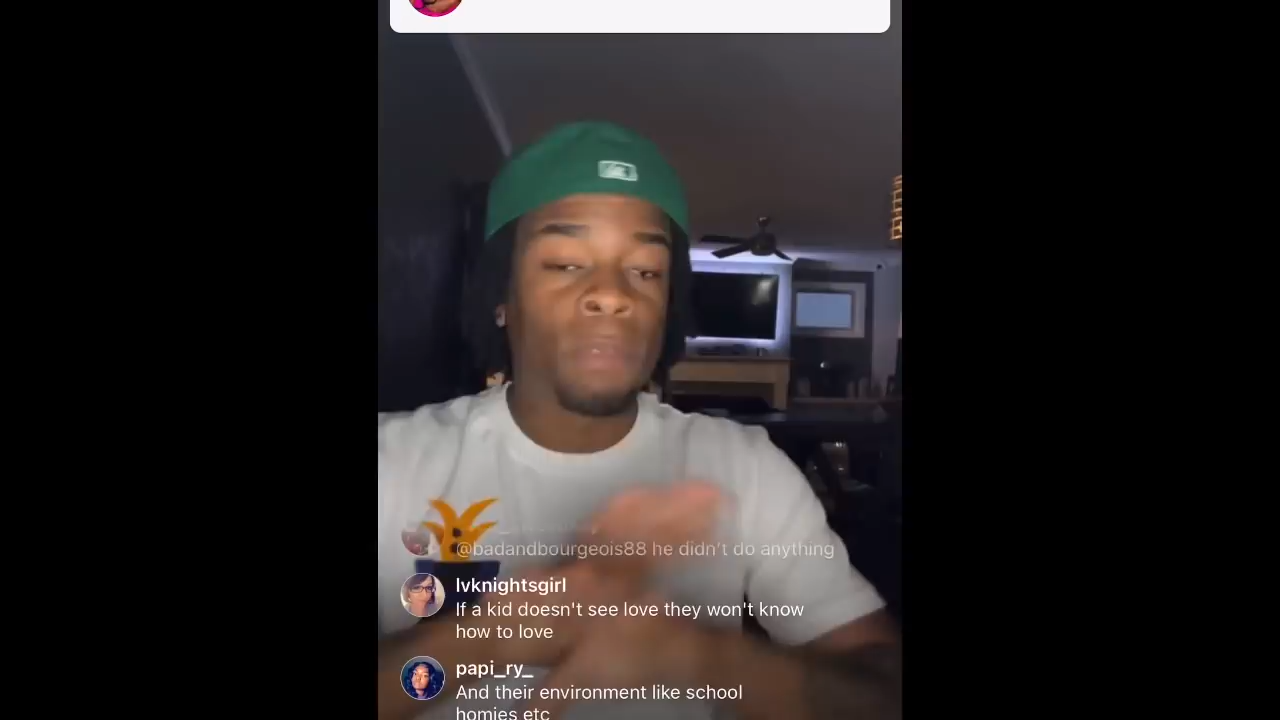 @badandbourgeois88 he didn't do anything
lvknightsgirl
If a kid doesn't see love they won't know
how to love
papi_ry_
And their environment like school
homies etc